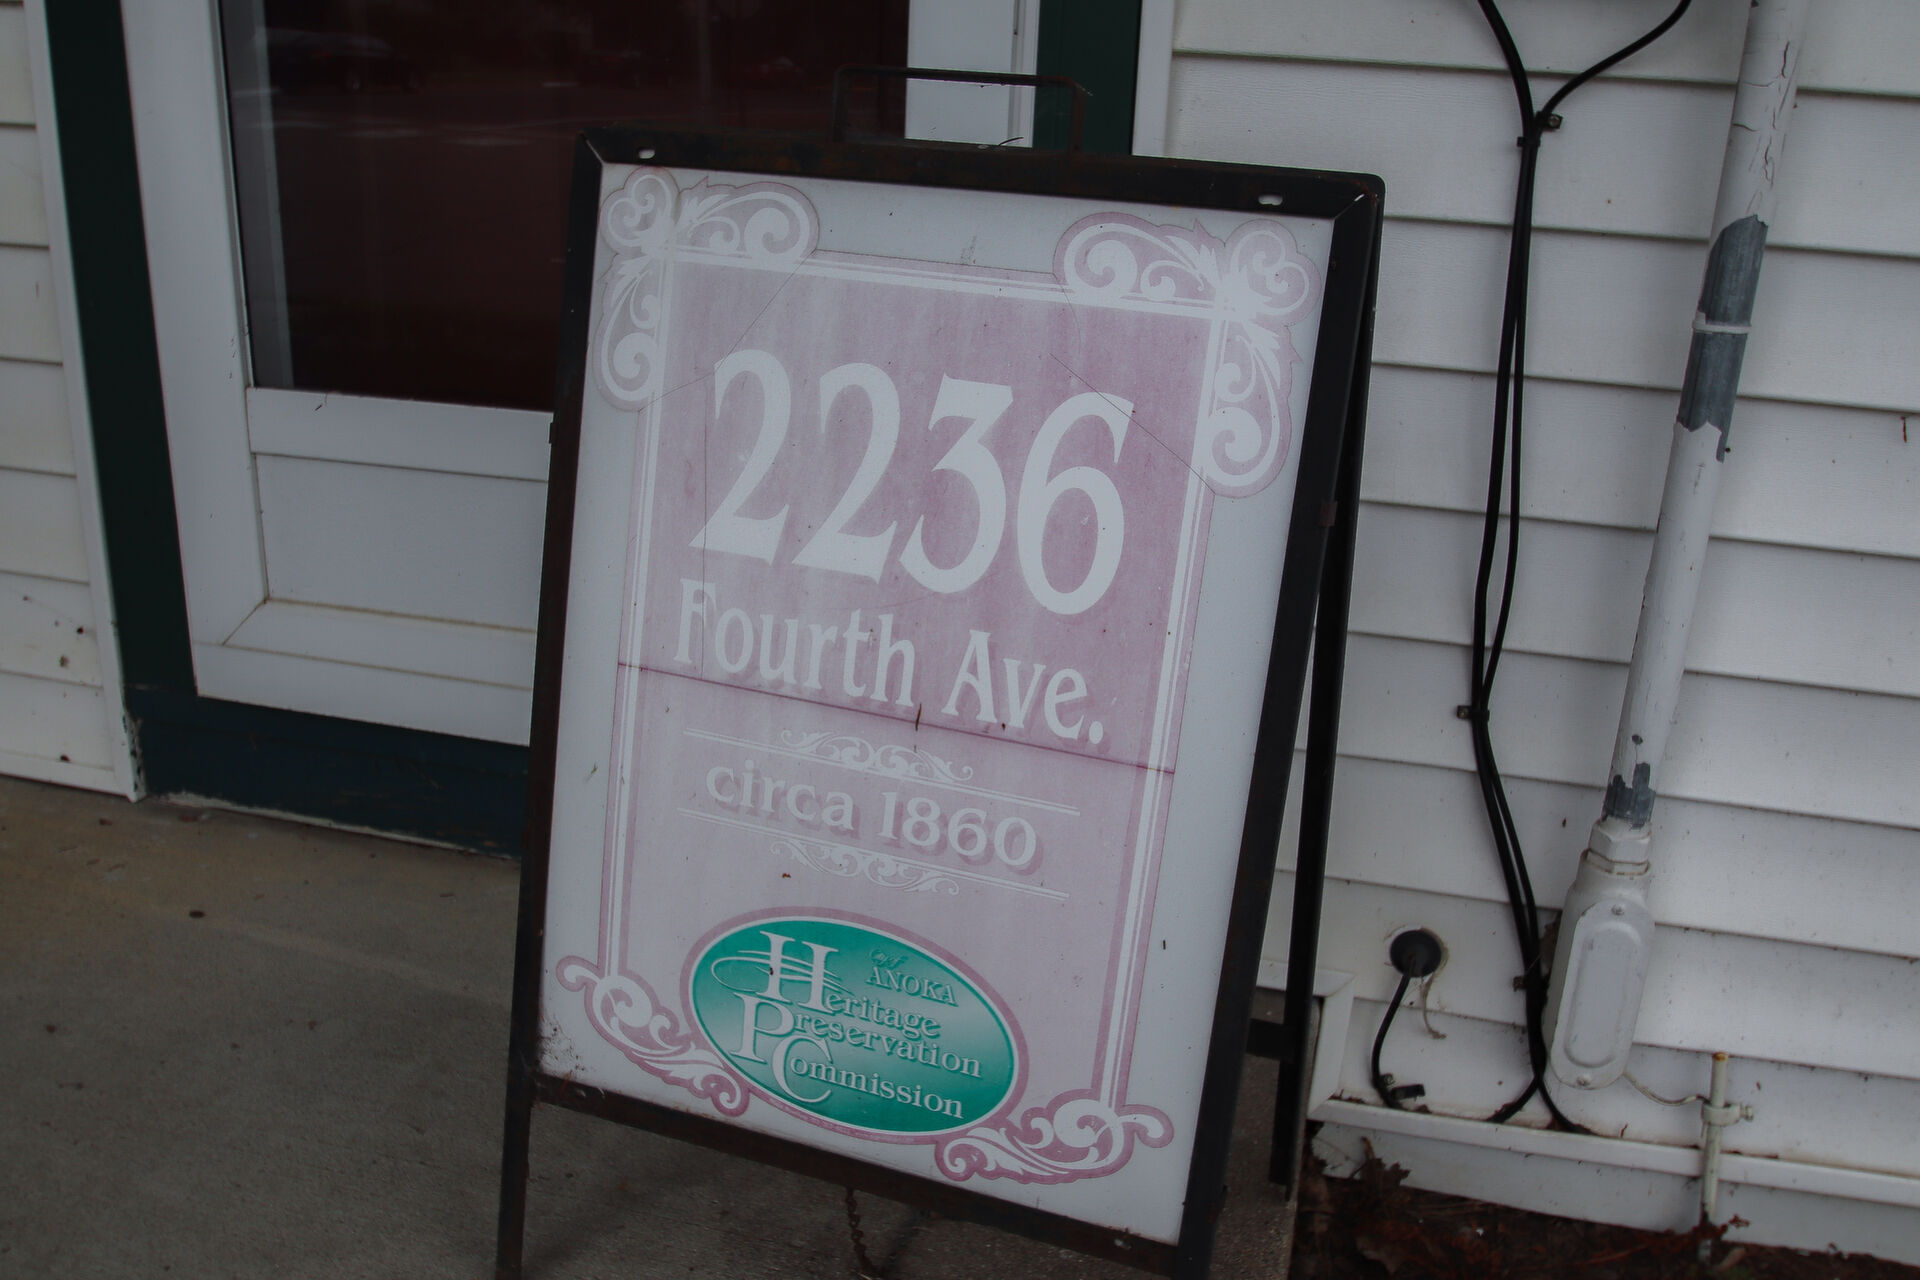 2236
Fourth Ave.
circa 1860
City of
ANOKA
Heritage
Preservation
Commission